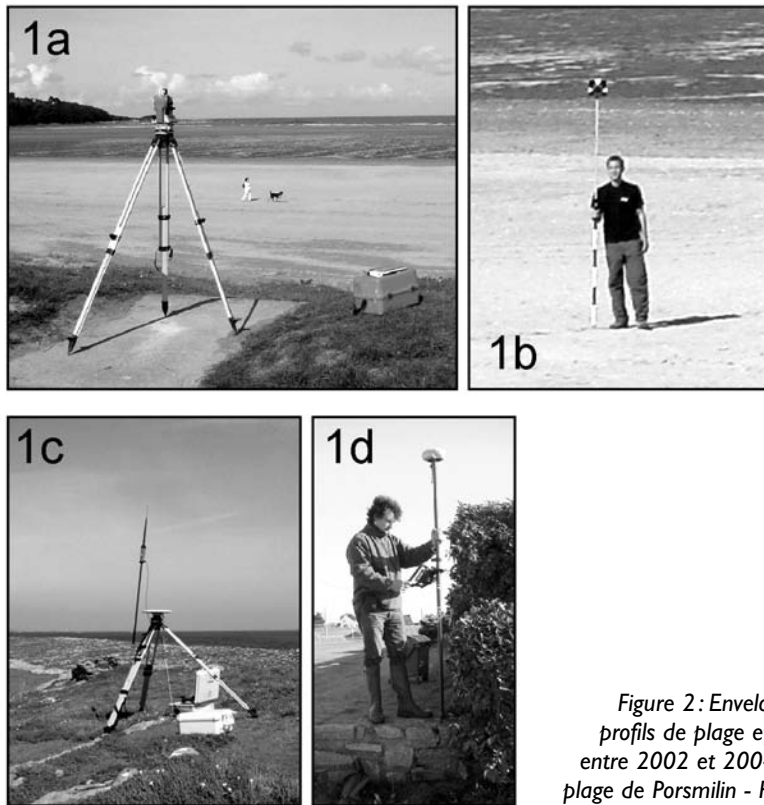 1a
1b
1c
1d
Figure 2 : Envelo
profils de plage e
entre 2002 et 200
plage de Porsmilin -